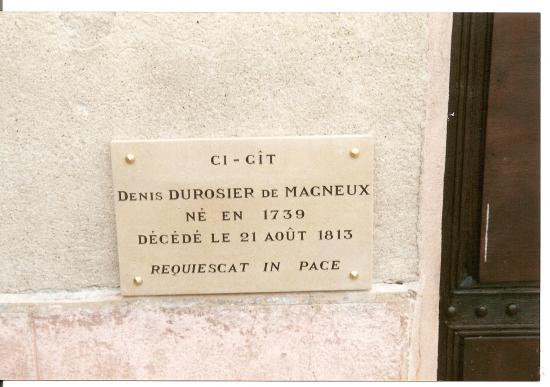 CI-GÎT
DENIS DUROSIER DE MAGNEUX
NÉ EN 1739
DÉCÉDÉ LE 21 AOÛT 1813
REQUIESCAT IN PACE